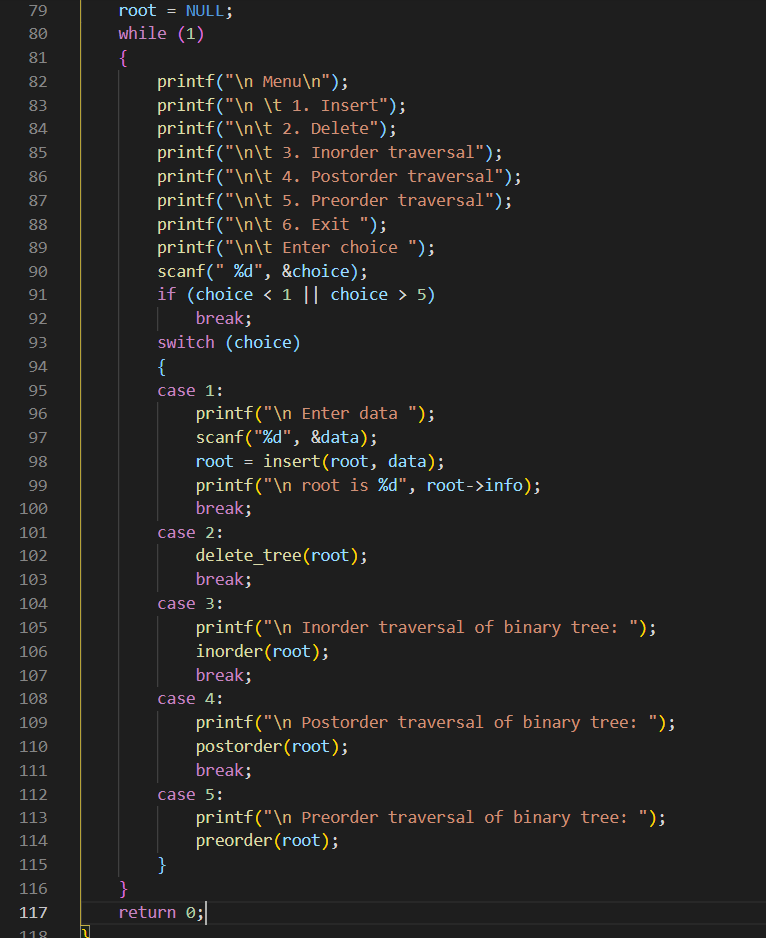 79 root = NULL;
80 while (1)
81 {
82 printf("\n Menu\n");
83 printf("\n \t 1. Insert");
84 printf("\n\t 2. Delete");
85 printf("\n\t 3. Inorder traversal");
86 printf("\n\t 4. Postorder traversal");
87 printf("\n\t 5. Preorder traversal");
88 printf("\n\t 6. Exit ");
89 printf("\n\t Enter choice ");
90 scanf(" %d", &choice);
91 if (choice < 1 || choice > 5)
92 break;
93 switch (choice)
94 {
95 case 1:
96 printf("\n Enter data ");
97 scanf("%d", &data);
98 root = insert(root, data);
99 printf("\n root is %d", root->info);
100 break;
101 case 2:
102 delete_tree(root);
103 break;
104 case 3:
105 printf("\n Inorder traversal of binary tree: ");
106 inorder(root);
107 break;
108 case 4:
109 printf("\n Postorder traversal of binary tree: ");
110 postorder(root);
111 break;
112 case 5:
113 printf("\n Preorder traversal of binary tree: ");
114 preorder(root);
115 }
116 }
117 return 0;
118 }